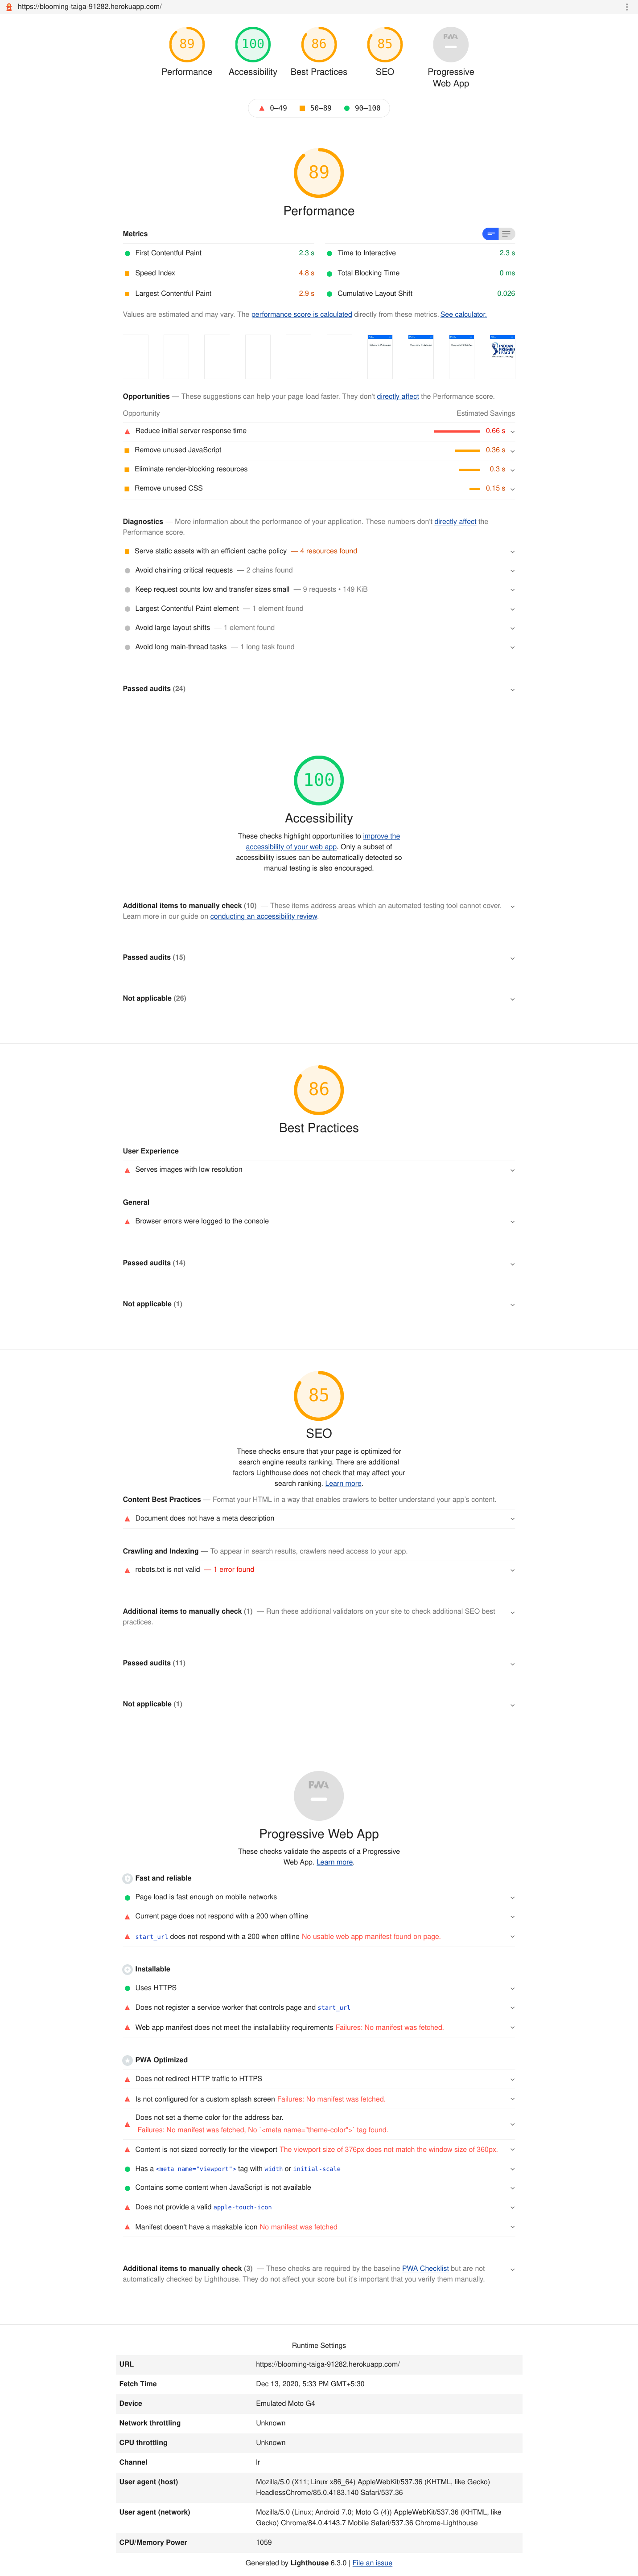 https://blooming-taiga-91282.herokuapp.com/
89
100
86
85
PWA
Performance
Accessibility
Best Practices
SEO
Progressive
Web App
0–49
50–89
90–100
89
Performance
Metrics
First Contentful Paint 2.3 s
Time to Interactive 2.3 s
Speed Index 4.8 s
Total Blocking Time 0 ms
Largest Contentful Paint 2.9 s
Cumulative Layout Shift 0.026
Values are estimated and may vary. The performance score is calculated directly from these metrics. See calculator.
INDIAN
PREMIER
LEAGUE
Opportunities — These suggestions can help your page load faster. They don't directly affect the Performance score.
Opportunity Estimated Savings
Reduce initial server response time 0.66 s
Remove unused JavaScript 0.36 s
Eliminate render-blocking resources 0.3 s
Remove unused CSS 0.15 s
Diagnostics — More information about the performance of your application. These numbers don't directly affect the
Performance score.
Serve static assets with an efficient cache policy — 4 resources found
Avoid chaining critical requests — 2 chains found
Keep request counts low and transfer sizes small — 9 requests • 149 KiB
Largest Contentful Paint element — 1 element found
Avoid large layout shifts — 1 element found
Avoid long main-thread tasks — 1 long task found
Passed audits (24)
100
Accessibility
These checks highlight opportunities to improve the
accessibility of your web app. Only a subset of
accessibility issues can be automatically detected so
manual testing is also encouraged.
Additional items to manually check (10) — These items address areas which an automated testing tool cannot cover.
Learn more in our guide on conducting an accessibility review.
Passed audits (15)
Not applicable (26)
86
Best Practices
User Experience
Serves images with low resolution
General
Browser errors were logged to the console
Passed audits (14)
Not applicable (1)
85
SEO
These checks ensure that your page is optimized for
search engine results ranking. There are additional
factors Lighthouse does not check that may affect your
search ranking. Learn more.
Content Best Practices — Format your HTML in a way that enables crawlers to better understand your app's content.
Document does not have a meta description
Crawling and Indexing — To appear in search results, crawlers need access to your app.
robots.txt is not valid — 1 error found
Additional items to manually check (1) — Run these additional validators on your site to check additional SEO best
practices.
Passed audits (11)
Not applicable (1)
PWA
Progressive Web App
These checks validate the aspects of a Progressive
Web App. Learn more.
Fast and reliable
Page load is fast enough on mobile networks
Current page does not respond with a 200 when offline
start_url does not respond with a 200 when offline No usable web app manifest found on page.
Installable
Uses HTTPS
Does not register a service worker that controls page and start_url
Web app manifest does not meet the installability requirements Failures: No manifest was fetched.
PWA Optimized
Does not redirect HTTP traffic to HTTPS
Is not configured for a custom splash screen Failures: No manifest was fetched.
Does not set a theme color for the address bar.
Failures: No manifest was fetched, No `<meta name="theme-color">` tag found.
Content is not sized correctly for the viewport The viewport size of 376px does not match the window size of 360px.
Has a <meta name="viewport"> tag with width or initial-scale
Contains some content when JavaScript is not available
Does not provide a valid apple-touch-icon
Manifest doesn't have a maskable icon No manifest was fetched
Additional items to manually check (3) — These checks are required by the baseline PWA Checklist but are not
automatically checked by Lighthouse. They do not affect your score but it's important that you verify them manually.
Runtime Settings
URL https://blooming-taiga-91282.herokuapp.com/
Fetch Time Dec 13, 2020, 5:33 PM GMT+5:30
Device Emulated Moto G4
Network throttling Unknown
CPU throttling Unknown
Channel lr
User agent (host) Mozilla/5.0 (X11; Linux x86_64) AppleWebKit/537.36 (KHTML, like Gecko)
HeadlessChrome/85.0.4183.140 Safari/537.36
User agent (network) Mozilla/5.0 (Linux; Android 7.0; Moto G (4)) AppleWebKit/537.36 (KHTML, like
Gecko) Chrome/84.0.4143.7 Mobile Safari/537.36 Chrome-Lighthouse
CPU/Memory Power 1059
Generated by Lighthouse 6.3.0 | File an issue